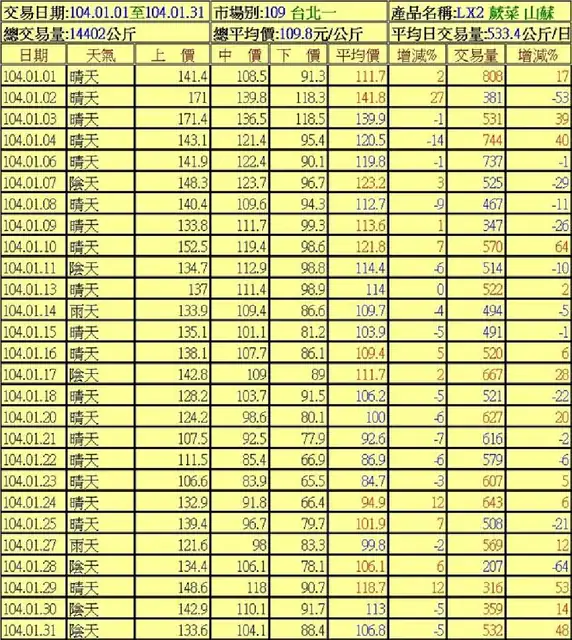 交易日期:104.01.01至104.01.31 市場別:109 台北一 產品名稱:LX2 蕨菜 山蘇
總交易量:14402公斤 總平均價:109.8元/公斤 平均日交易量:533.4公斤/日
日期 天氣 上 價 中 價 下 價 平均價 增減% 交易量 增減%
104.01.01 晴天 141.4 108.5 91.3 111.7 2 808 17
104.01.02 晴天 171 139.8 118.3 141.8 27 381 -53
104.01.03 晴天 171.4 136.5 118.5 139.9 -1 531 39
104.01.04 晴天 143.1 121.4 95.4 120.5 -14 744 40
104.01.06 晴天 141.9 122.4 90.1 119.8 -1 737 -1
104.01.07 陰天 148.3 123.7 96.7 123.2 3 525 -29
104.01.08 晴天 140.4 109.6 94.3 112.7 -9 467 -11
104.01.09 晴天 133.8 111.7 99.3 113.6 1 347 -26
104.01.10 晴天 152.5 119.4 98.6 121.8 7 570 64
104.01.11 陰天 134.7 112.9 98.8 114.4 -6 514 -10
104.01.13 晴天 137 111.4 98.9 114 0 522 2
104.01.14 雨天 133.9 109.4 86.6 109.7 -4 494 -5
104.01.15 晴天 135.1 101.1 81.2 103.9 -5 491 -1
104.01.16 晴天 138.1 107.7 86.1 109.4 5 520 6
104.01.17 陰天 142.8 109 89 111.7 2 667 28
104.01.18 晴天 128.2 103.7 91.5 106.2 -5 521 -22
104.01.20 晴天 124.2 98.6 80.1 100 -6 627 20
104.01.21 晴天 107.5 92.5 77.9 92.6 -7 616 -2
104.01.22 晴天 111.5 85.4 66.9 86.9 -6 579 -6
104.01.23 晴天 106.6 83.9 65.5 84.7 -3 607 5
104.01.24 晴天 132.9 91.8 66.4 94.9 12 643 6
104.01.25 晴天 139.4 96.7 79.7 101.9 7 508 -21
104.01.27 雨天 121.6 98 83.3 99.8 -2 569 12
104.01.28 陰天 134.4 106.1 78.1 106.1 6 207 -64
104.01.29 晴天 148.6 118 90.7 118.7 12 316 53
104.01.30 陰天 142.9 110.1 91.7 113 -5 359 14
104.01.31 陰天 133.6 104.1 88.4 106.8 -5 532 48